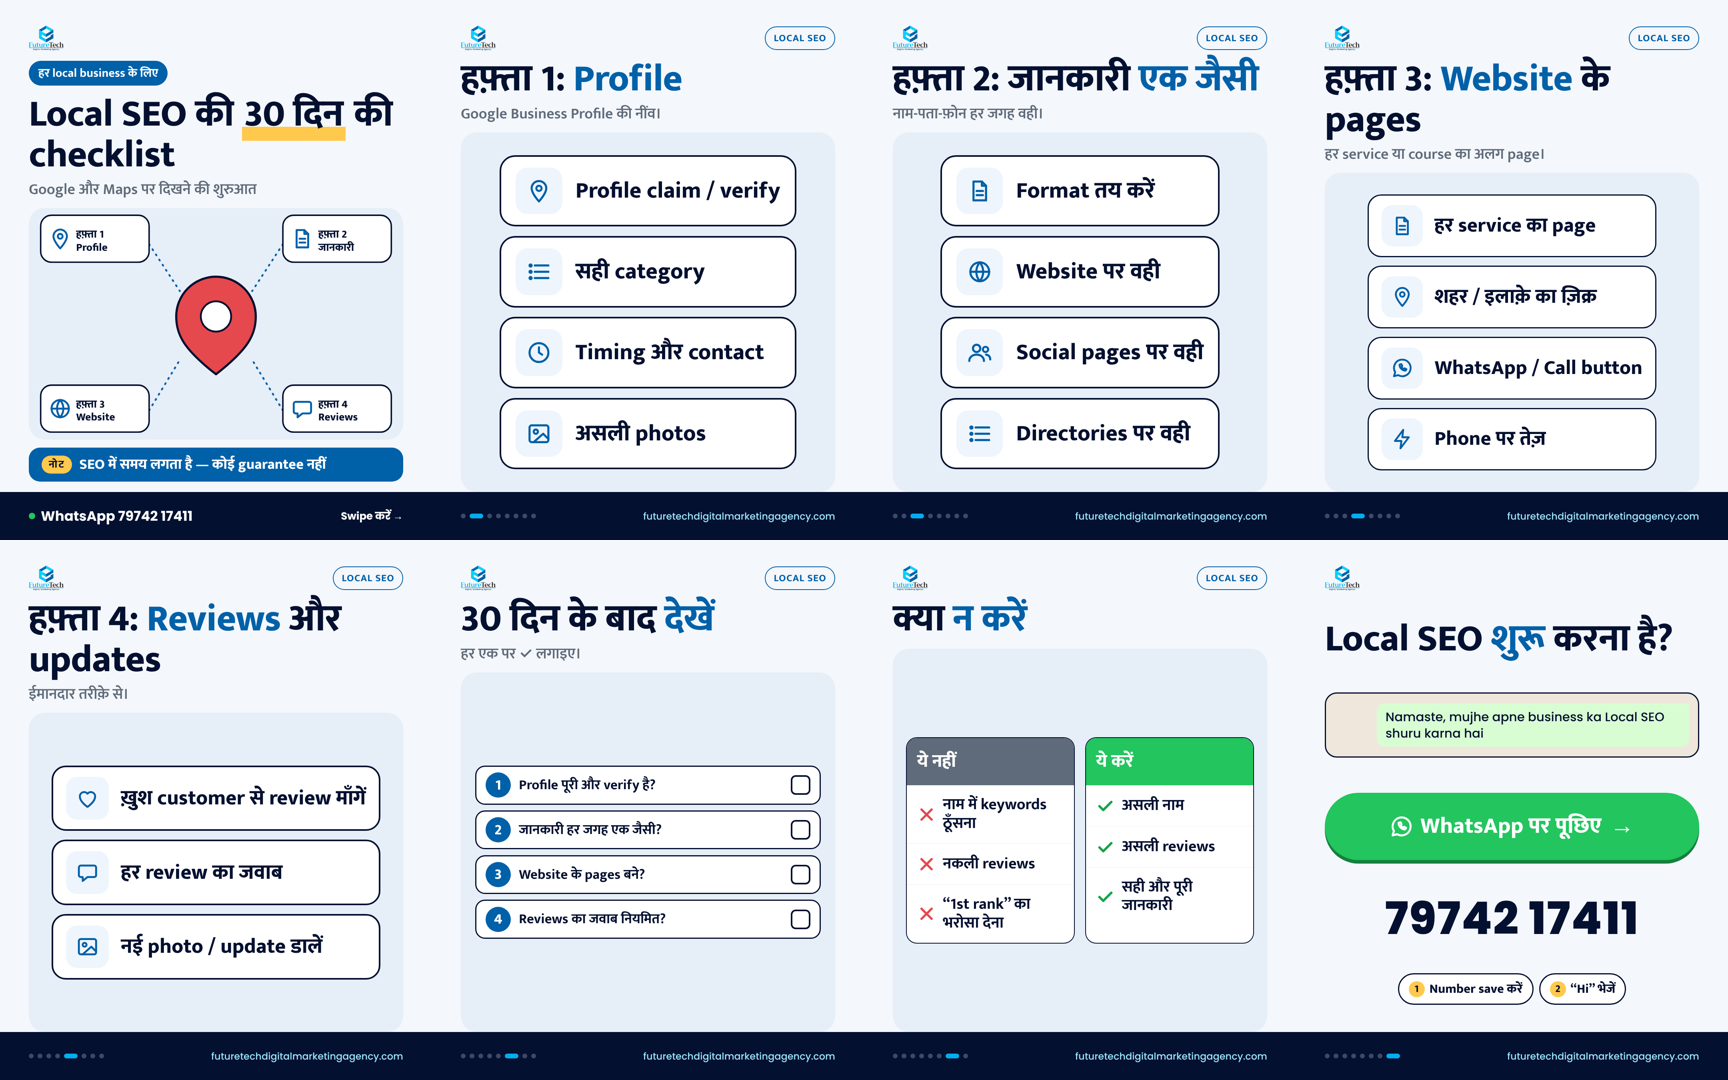 FutureTech
हर local business के लिए
Local SEO की 30 दिन की
checklist
Google और Maps पर दिखने की शुरुआत
हफ़्ता 1
Profile
हफ़्ता 2
जानकारी
हफ़्ता 3
Website
हफ़्ता 4
Reviews
नोट SEO में समय लगता है — कोई guarantee नहीं
WhatsApp 79742 17411
Swipe करें →
FutureTech
LOCAL SEO
हफ़्ता 1: Profile
Google Business Profile की नींव।
Profile claim / verify
सही category
Timing और contact
असली photos
futuretechdigitalmarketingagency.com
FutureTech
LOCAL SEO
हफ़्ता 2: जानकारी एक जैसी
नाम-पता-फ़ोन हर जगह वही।
Format तय करें
Website पर वही
Social pages पर वही
Directories पर वही
futuretechdigitalmarketingagency.com
FutureTech
LOCAL SEO
हफ़्ता 3: Website के
pages
हर service या course का अलग page।
हर service का page
शहर / इलाक़े का ज़िक्र
WhatsApp / Call button
Phone पर तेज़
futuretechdigitalmarketingagency.com
FutureTech
LOCAL SEO
हफ़्ता 4: Reviews और
updates
ईमानदार तरीक़े से।
ख़ुश customer से review माँगें
हर review का जवाब
नई photo / update डालें
futuretechdigitalmarketingagency.com
FutureTech
LOCAL SEO
30 दिन के बाद देखें
हर एक पर ✓ लगाइए।
1 Profile पूरी और verify है?
2 जानकारी हर जगह एक जैसी?
3 Website के pages बने?
4 Reviews का जवाब नियमित?
futuretechdigitalmarketingagency.com
FutureTech
LOCAL SEO
क्या न करें
ये नहीं
नाम में keywords
ठूँसना
नकली reviews
“1st rank” का
भरोसा देना
ये करें
असली नाम
असली reviews
सही और पूरी
जानकारी
futuretechdigitalmarketingagency.com
FutureTech
Local SEO शुरू करना है?
Namaste, mujhe apne business ka Local SEO
shuru karna hai
WhatsApp पर पूछिए →
79742 17411
1 Number save करें
2 “Hi” भेजें
futuretechdigitalmarketingagency.com